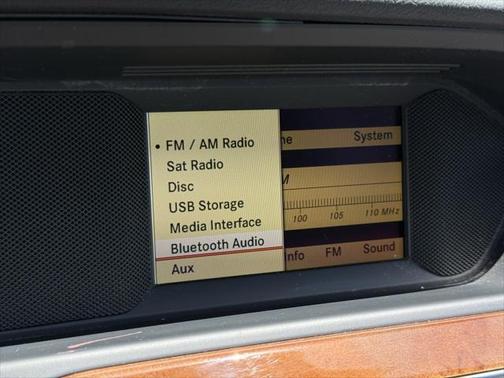 • FM / AM Radio
Sat Radio
Disc
USB Storage
Media Interface
Bluetooth Audio
Aux
System
100 105 110 MHz
FM Sound